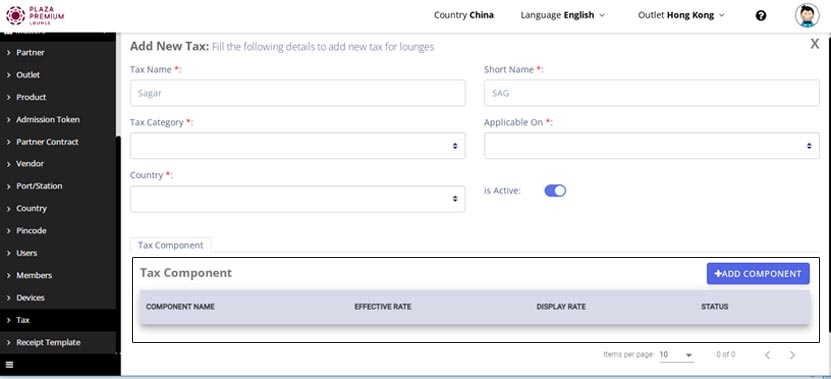 PLAZA
PREMIUM
LOUNGE
Country China
Language English
Outlet Hong Kong
Partner
Outlet
Product
Admission Token
Partner Contract
Vendor
Port/Station
Country
Pincode
Users
Members
Devices
Tax
Receipt Template
Add New Tax: Fill the following details to add new tax for lounges
X
Tax Name *:
Short Name *:
Sagar
SAG
Tax Category *:
Applicable On *:
Country *:
is Active:
Tax Component
Tax Component
+ADD COMPONENT
COMPONENT NAME EFFECTIVE RATE DISPLAY RATE STATUS
Items per page: 10 0 of 0